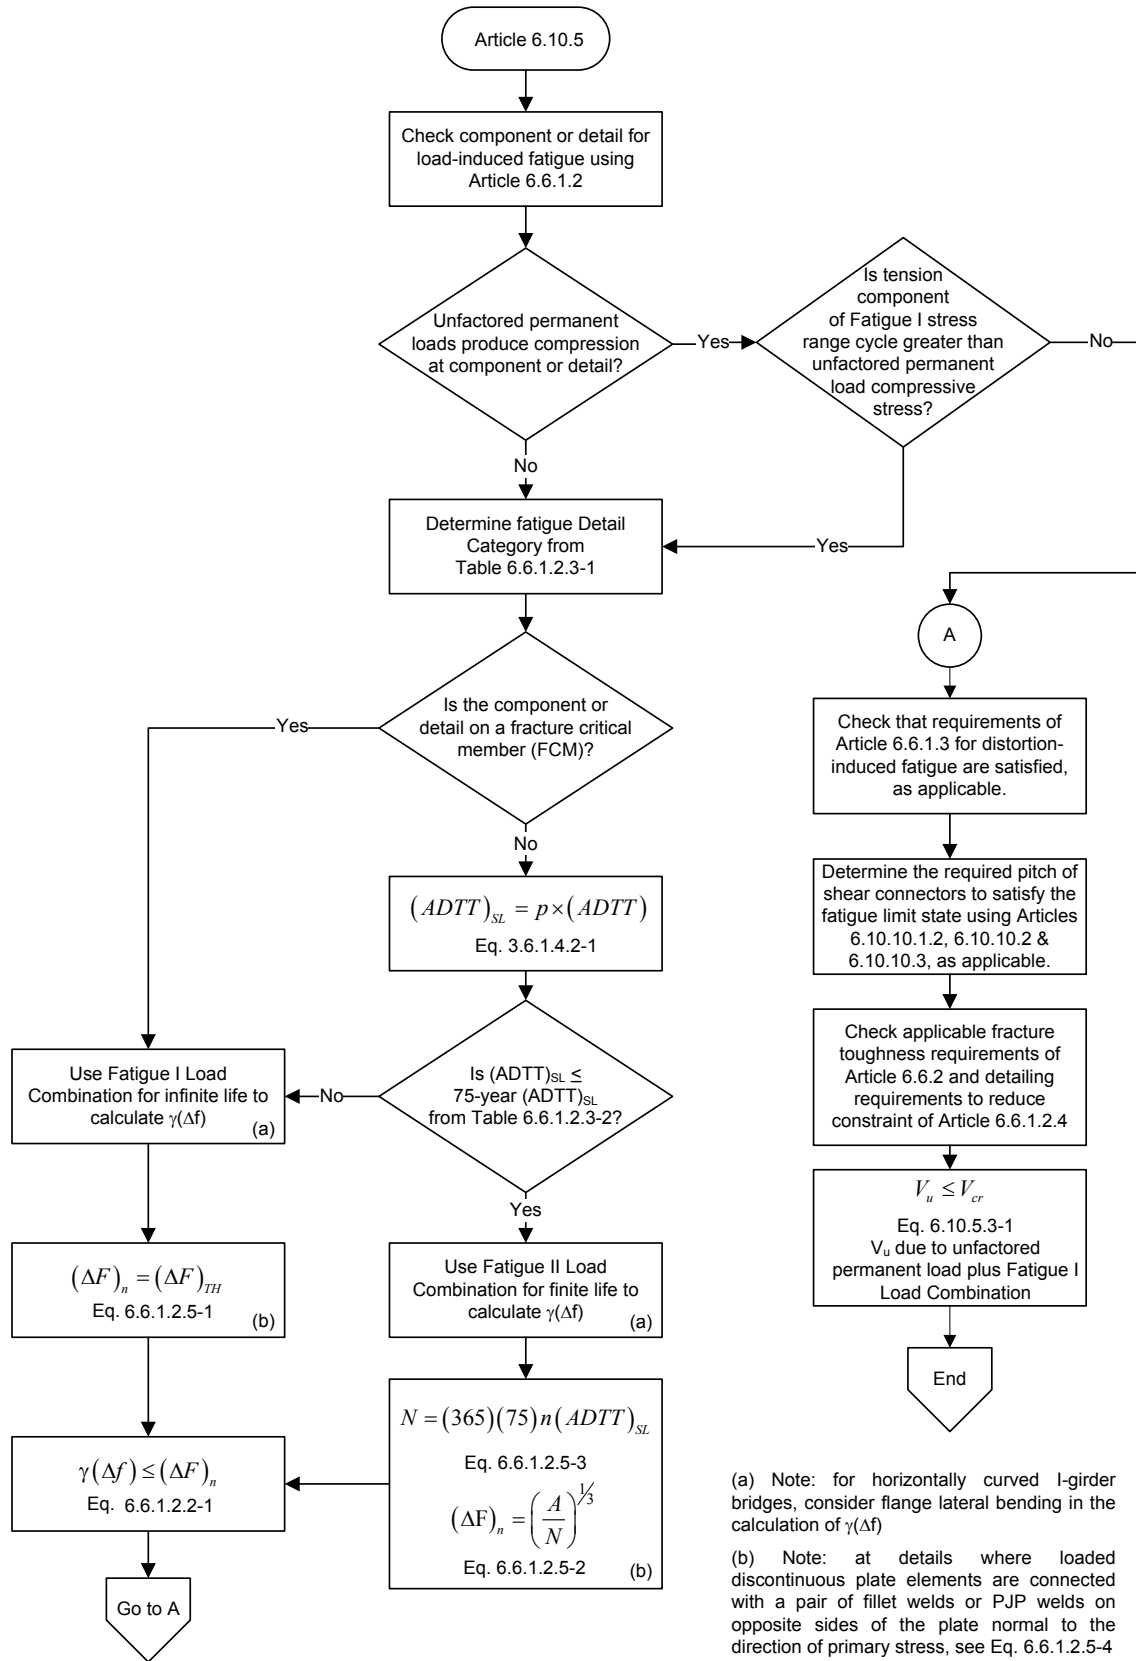 Article 6.10.5
Check component or detail for
load-induced fatigue using
Article 6.6.1.2
Unfactored permanent
loads produce compression
at component or detail?
Yes
Is tension
component
of Fatigue I stress
range cycle greater than
unfactored permanent
load compressive
stress?
No
No
Yes
Determine fatigue Detail
Category from
Table 6.6.1.2.3-1
Is the component or
detail on a fracture critical
member (FCM)?
Yes
No
(ADTT)SL = p × (ADTT)
Eq. 3.6.1.4.2-1
Is (ADTT)SL ≤
75-year (ADTT)SL
from Table 6.6.1.2.3-2?
No
Yes
Use Fatigue I Load
Combination for infinite life to
calculate γ(Δf)
(a)
(ΔF)n = (ΔF)TH
Eq. 6.6.1.2.5-1
(b)
Use Fatigue II Load
Combination for finite life to
calculate γ(Δf)
(a)
N = (365)(75)n(ADTT)SL
Eq. 6.6.1.2.5-3
(ΔF)n = (A/N)^1/3
Eq. 6.6.1.2.5-2
(b)
γ(Δf) ≤ (ΔF)n
Eq. 6.6.1.2.2-1
Go to A
A
Check that requirements of
Article 6.6.1.3 for distortion-
induced fatigue are satisfied,
as applicable.
Determine the required pitch of
shear connectors to satisfy the
fatigue limit state using Articles
6.10.10.1.2, 6.10.10.2 &
6.10.10.3, as applicable.
Check applicable fracture
toughness requirements of
Article 6.6.2 and detailing
requirements to reduce
constraint of Article 6.6.1.2.4
Vu ≤ Vcr
Eq. 6.10.5.3-1
Vu due to unfactored
permanent load plus Fatigue I
Load Combination
End
(a) Note: for horizontally curved I-girder
bridges, consider flange lateral bending in the
calculation of γ(Δf)
(b) Note: at details where loaded
discontinuous plate elements are connected
with a pair of fillet welds or PJP welds on
opposite sides of the plate normal to the
direction of primary stress, see Eq. 6.6.1.2.5-4